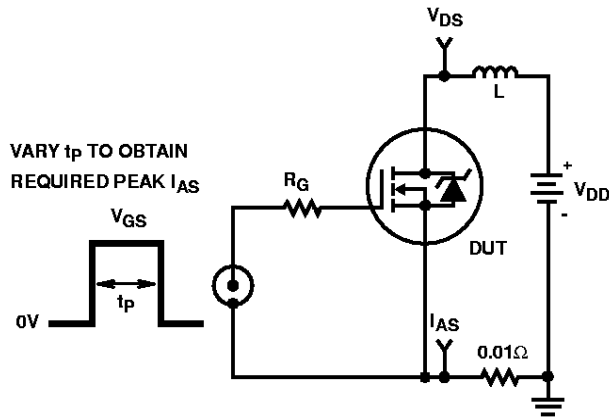 VDS
L
VARY tP TO OBTAIN
REQUIRED PEAK IAS
RG
+
VDD
-
VGS
DUT
tP
0V
IAS
0.01Ω